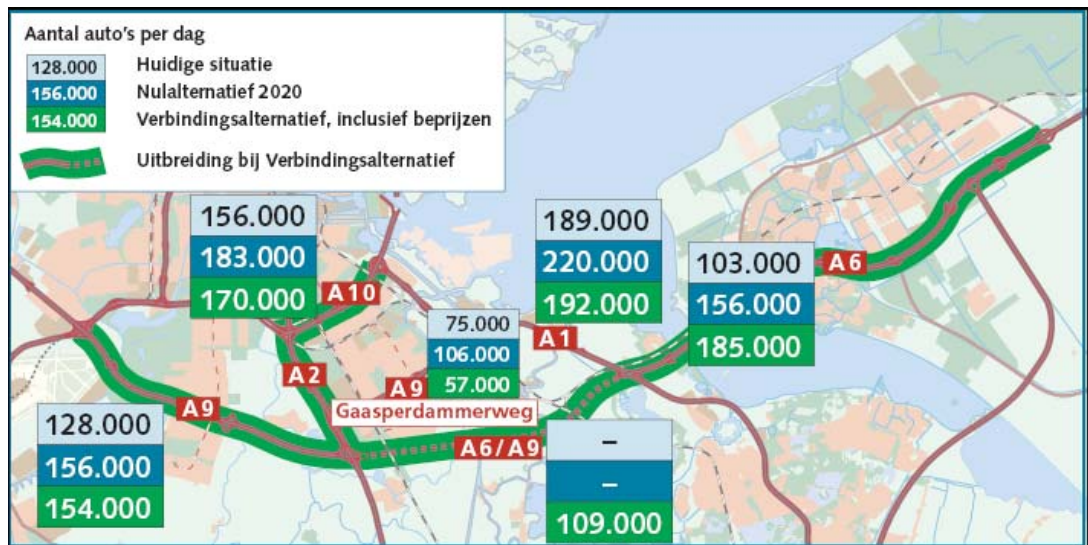 Aantal auto's per dag
128.000 Huidige situatie
156.000 Nulalternatief 2020
154.000 Verbindingsalternatief, inclusief beprijzen
Uitbreiding bij Verbindingsalternatief
156.000
183.000
170.000
A10
189.000
220.000
192.000
A1
103.000
156.000
185.000
A6
75.000
106.000
57.000
A9
Gaasperdammerweg
A2
A9
128.000
156.000
154.000
A6/A9
–
–
109.000